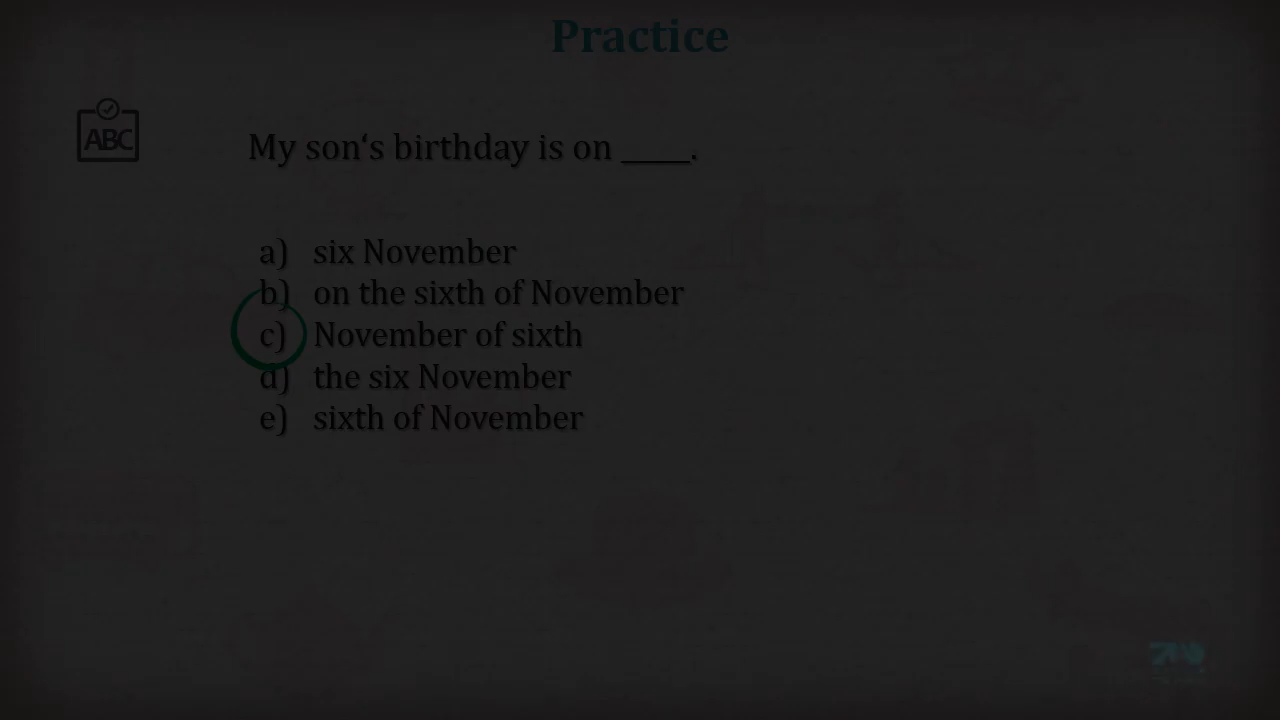 Practice
ABC
My son‘s birthday is on _____.
a) six November
b) on the sixth of November
c) November of sixth
d) the six November
e) sixth of November